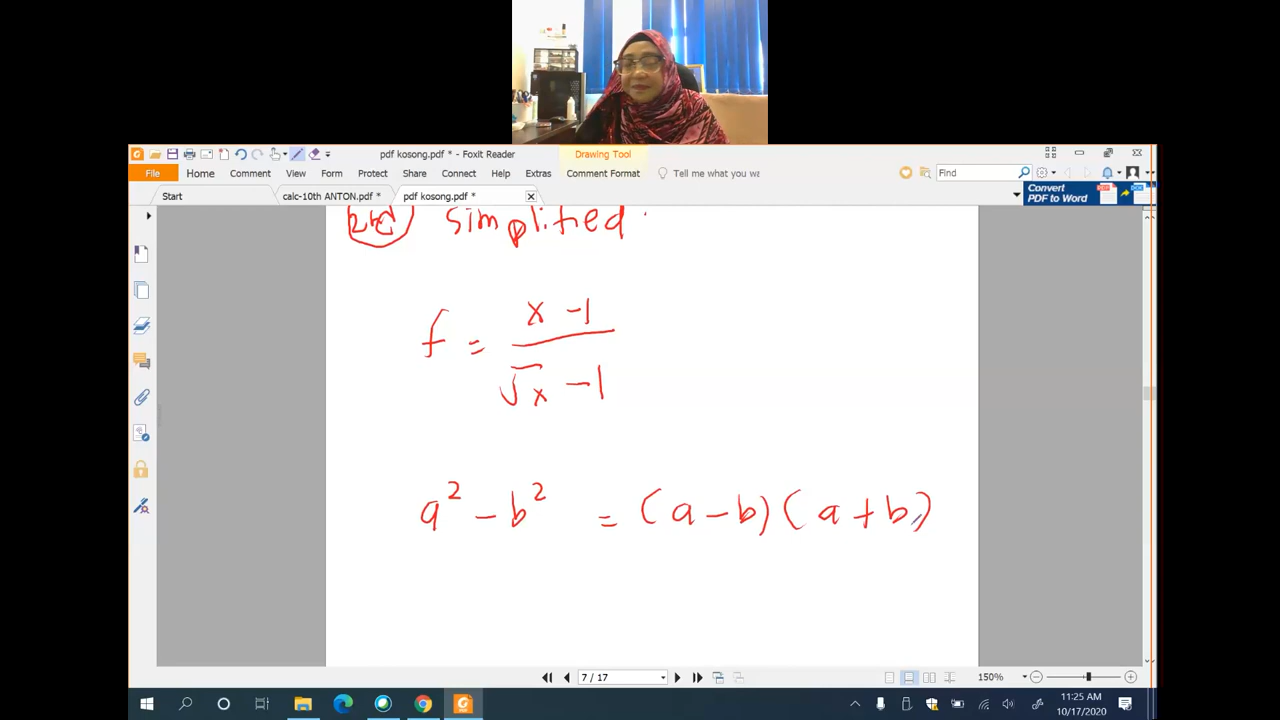 pdf kosong.pdf * - Foxit Reader
Drawing Tool
File Home Comment View Form Protect Share Connect Help Extras Comment Format Tell me what you wa Find
Start calc-10th ANTON.pdf * pdf kosong.pdf *
Convert
PDF to Word
2nd simplified.
x - 1
f =
√x - 1
a² - b² = (a - b)(a + b)
7 / 17
150%
11:25 AM
10/17/2020